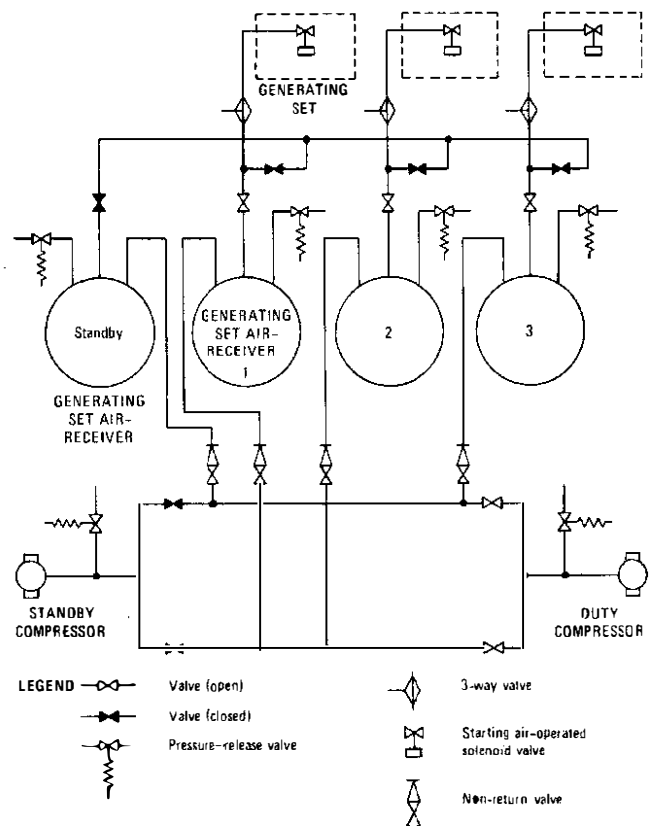 GENERATING
SET
Standby
GENERATING
SET AIR-
RECEIVER
1
2
3
GENERATING
SET AIR-
RECEIVER
STANDBY
COMPRESSOR
DUTY
COMPRESSOR
LEGEND
Valve (open)
Valve (closed)
Pressure-release valve
3-way valve
Starting air-operated
solenoid valve
Non-return valve